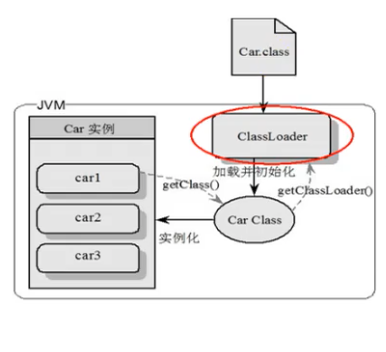 Car.class
JVM
Car 实例
ClassLoader
加载并初始化
car1
getClass()
getClassLoader()
car2
Car Class
实例化
car3